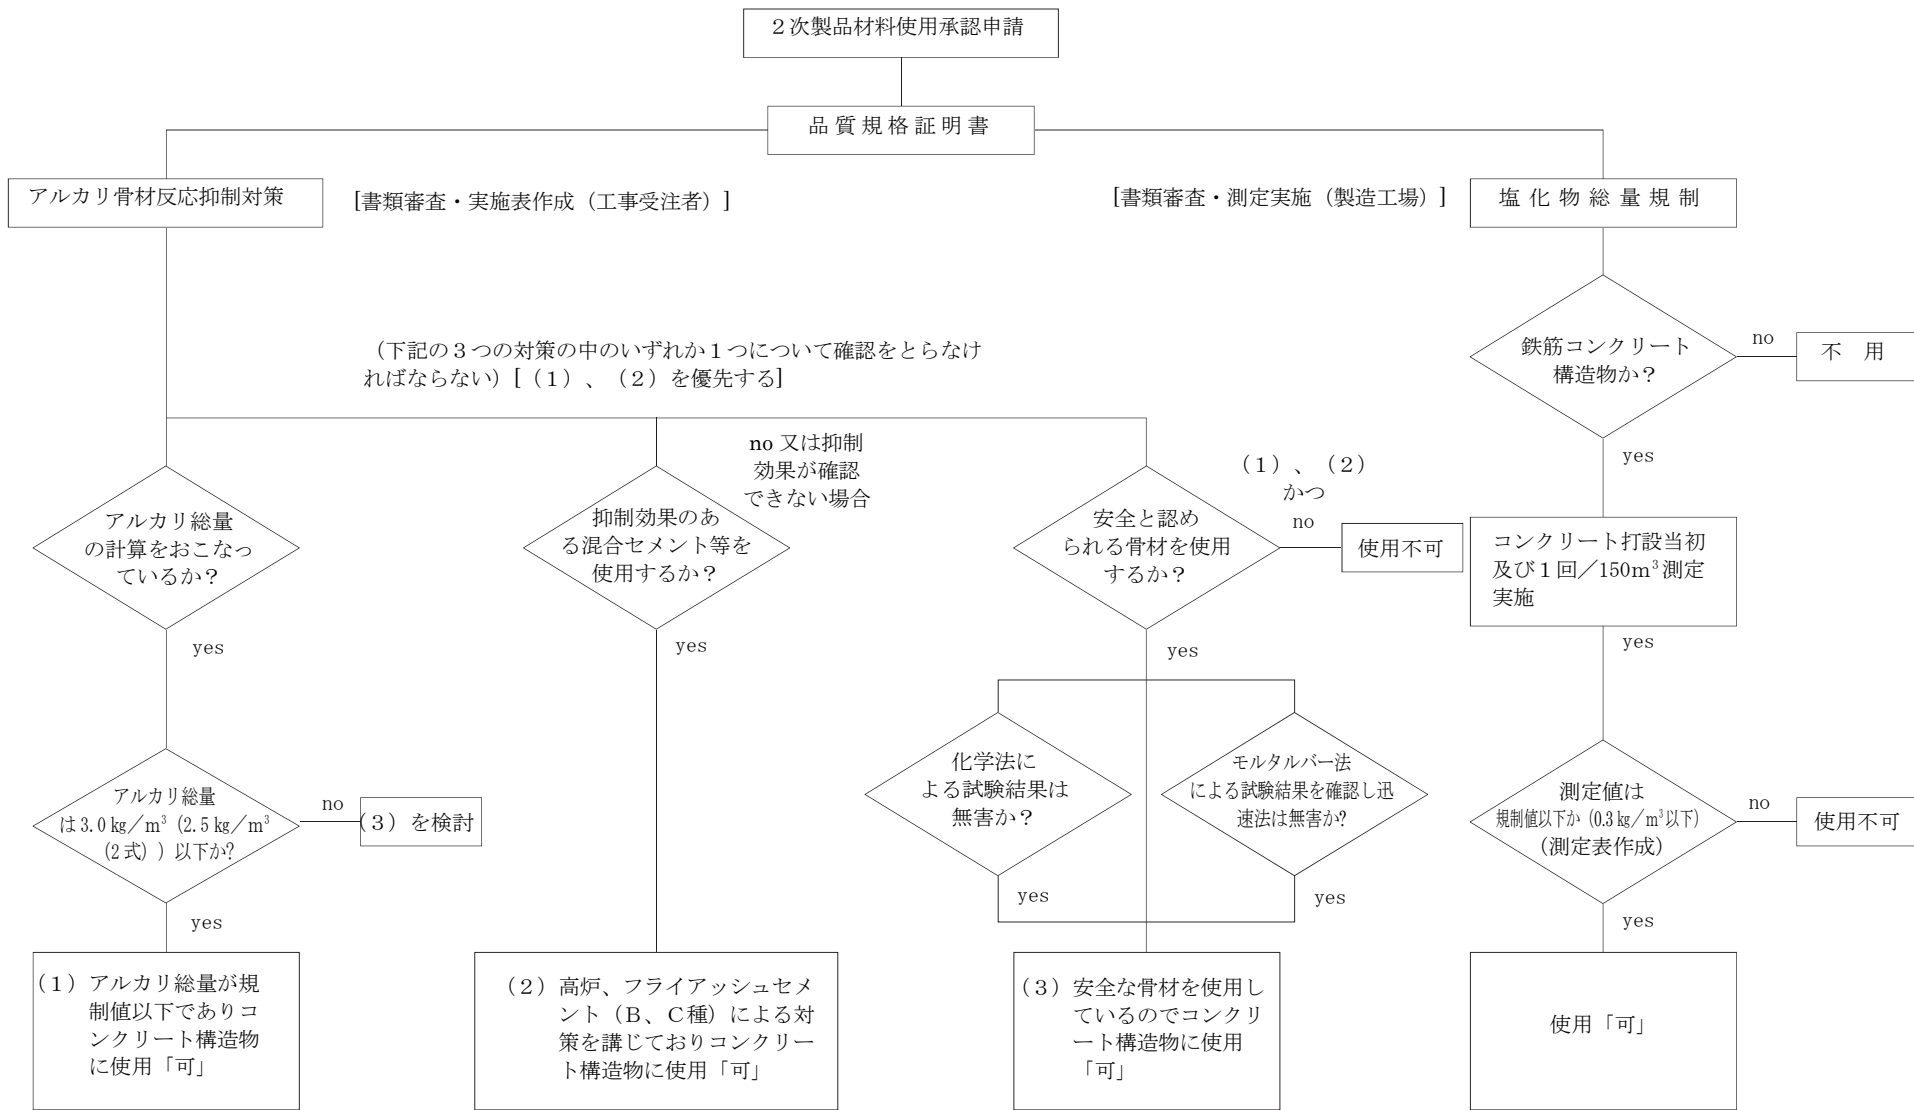 ２次製品材料使用承認申請
品質規格証明書
アルカリ骨材反応抑制対策
[書類審査・実施表作成（工事受注者）]
[書類審査・測定実施（製造工場）]
塩化物総量規制
（下記の３つの対策の中のいずれか１つについて確認をとらなけ
ればならない）[（１）、（２）を優先する]
鉄筋コンクリート
構造物か？
no
不　用
yes
アルカリ総量
の計算をおこなっ
ているか？
yes
no 又は抑制
効果が確認
できない場合
抑制効果のあ
る混合セメント等を
使用するか？
yes
（１）、（２）
かつ
no
安全と認め
られる骨材を使用
するか？
使用不可
yes
コンクリート打設当初
及び１回／150m³測定
実施
yes
アルカリ総量
は3.0㎏／m³（2.5㎏／m³
（2式））以下か?
no
（３）を検討
yes
化学法に
よる試験結果は
無害か？
yes
モルタルバー法
による試験結果を確認し迅
速法は無害か?
yes
測定値は
規制値以下か（0.3㎏／m³以下）
（測定表作成）
no
使用不可
yes
（１）アルカリ総量が規
制値以下でありコ
ンクリート構造物
に使用「可」
（２）高炉、フライアッシュセメ
ント（Ｂ、Ｃ種）による対
策を講じておりコンクリー
ト構造物に使用「可」
（３）安全な骨材を使用し
ているのでコンクリ
ート構造物に使用
「可」
使用「可」